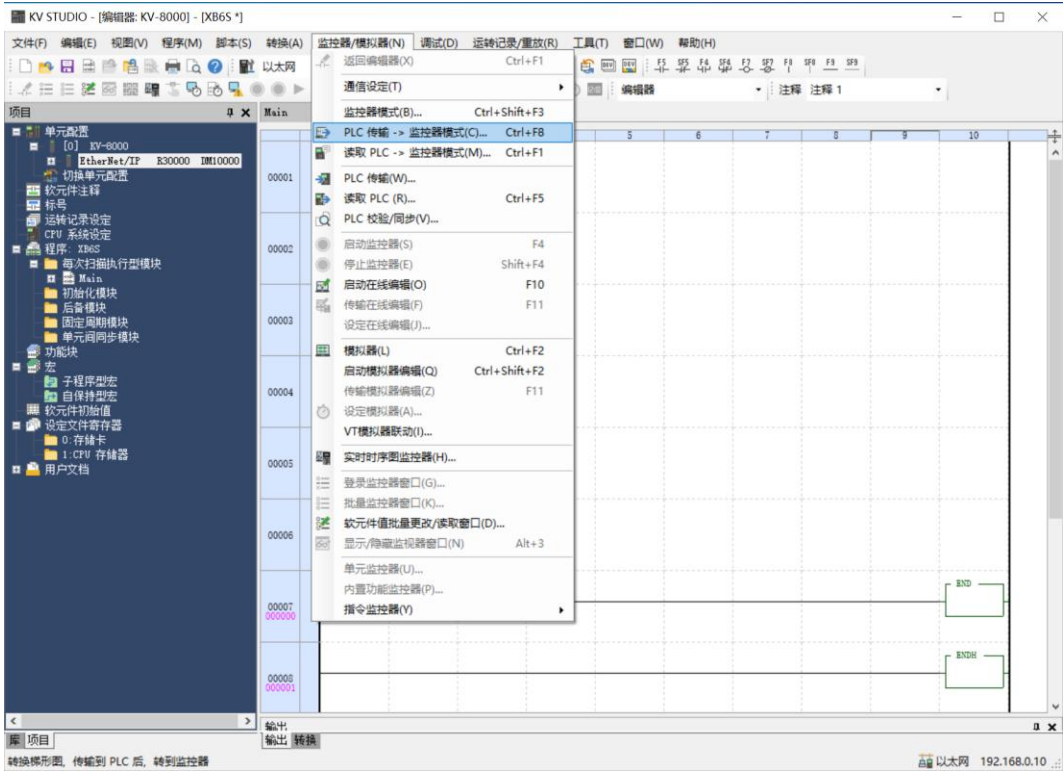 KV STUDIO - [编辑器: KV-8000] - [XB6S *]
文件(F) 编辑(E) 视图(V) 程序(M) 脚本(S) 转换(A) 监控器/模拟器(N) 调试(D) 运转记录/重放(R) 工具(T) 窗口(W) 帮助(H)
以太网
F5 SF5 F4 SF4 F7 SF7 F8 SF8 F9 SF9
编辑器
注释 注释 1
项目
单元配置
[0] KV-8000
EtherNet/IP R30000 DM10000
切换单元配置
软元件注释
标号
运转记录设定
CPU 系统设定
程序: XB6S
每次扫描执行型模块
Main
初始化模块
后备模块
固定周期模块
单元间同步模块
功能块
宏
子程序型宏
自保持型宏
软元件初始值
设定文件寄存器
0:存储卡
1:CPU 存储器
用户文档
库 项目
Main
返回编辑器(X) Ctrl+F1
通信设定(T)
监控器模式(B)... Ctrl+Shift+F3
PLC 传输 -> 监控器模式(C)... Ctrl+F8
读取 PLC -> 监控器模式(M)... Ctrl+F1
PLC 传输(W)...
读取 PLC (R)... Ctrl+F5
PLC 校验/同步(V)...
启动监控器(S) F4
停止监控器(E) Shift+F4
启动在线编辑(O) F10
传输在线编辑(F) F11
设定在线编辑(J)...
模拟器(L) Ctrl+F2
启动模拟器编辑(Q) Ctrl+Shift+F2
传输模拟器编辑(Z) F11
设定模拟器(A)...
VT模拟器联动(I)...
实时时序图监控器(H)...
登录监控器窗口(G)...
批量监控器窗口(K)...
软元件值批量更改/读取窗口(D)...
显示/隐藏监视器窗口(N) Alt+3
单元监控器(U)...
内置功能监控器(P)...
指令监控器(Y)
5 6 7 8 9 10
00001
00002
00003
00004
00005
00006
00007
000000
END
00008
000001
ENDH
输出
输出 转换
转换梯形图, 传输到 PLC 后, 转到监控器
以太网 192.168.0.10